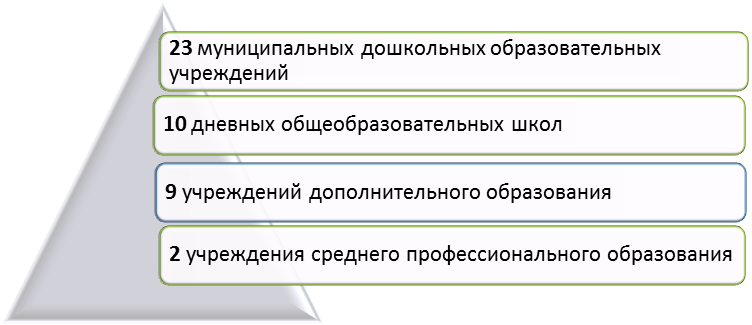 23 муниципальных дошкольных образовательных
учреждений
10 дневных общеобразовательных школ
9 учреждений дополнительного образования
2 учреждения среднего профессионального образования